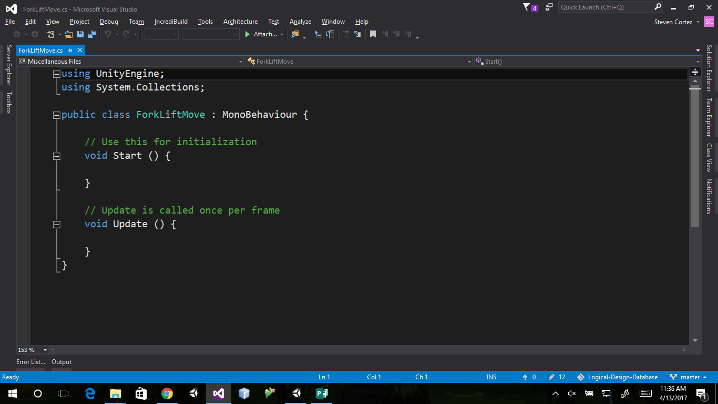 ForkLiftMove.cs - Microsoft Visual Studio
4
Quick Launch (Ctrl+Q)
File Edit View Project Debug Team IncrediBuild Tools Architecture Test Analyze Window Help
Steven Cortez
SC
Attach...
ForkLiftMove.cs
Miscellaneous Files
ForkLiftMove
Start()
using UnityEngine;
using System.Collections;
public class ForkLiftMove : MonoBehaviour {
// Use this for initialization
void Start () {
}
// Update is called once per frame
void Update () {
}
}
Server Explorer
Toolbox
Solution Explorer
Team Explorer
Class View
Notifications
153 %
Error List... Output
Ready
Ln 1
Col 1
Ch 1
INS
0
12
Logical-Design-Database
master
11:36 AM
4/13/2017